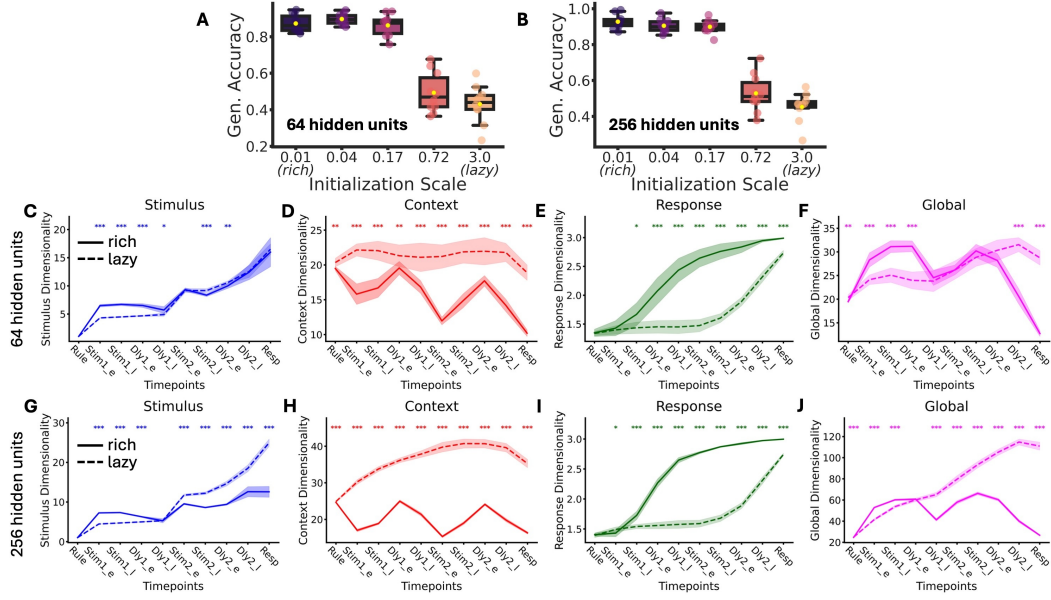 A
Gen. Accuracy
0.8
0.6
0.4
0.2
64 hidden units
0.01 0.04 0.17 0.72 3.0
(rich) (lazy)
Initialization Scale
B
Gen. Accuracy
1.0
0.8
0.6
0.4
256 hidden units
0.01 0.04 0.17 0.72 3.0
(rich) (lazy)
Initialization Scale
64 hidden units
C
Stimulus
Stimulus Dimensionality
20
15
10
5
*** *** *** * *** **
rich
lazy
Rule Stim1_e Stim1_l Dly1_e Dly1_l Stim2_e Stim2_l Dly2_e Dly2_l Resp
Timepoints
D
Context
Context Dimensionality
25
20
15
10
** *** *** ** *** *** *** *** *** ***
Rule Stim1_e Stim1_l Dly1_e Dly1_l Stim2_e Stim2_l Dly2_e Dly2_l Resp
Timepoints
E
Response
Response Dimensionality
3.0
2.5
2.0
1.5
* *** *** *** *** *** *** ***
Rule Stim1_e Stim1_l Dly1_e Dly1_l Stim2_e Stim2_l Dly2_e Dly2_l Resp
Timepoints
F
Global
Global Dimensionality
35
30
25
20
15
** *** *** *** *** ***
Rule Stim1_e Stim1_l Dly1_e Dly1_l Stim2_e Stim2_l Dly2_e Dly2_l Resp
Timepoints
256 hidden units
G
Stimulus
Stimulus Dimensionality
30
20
10
0
*** *** *** *** *** *** *** ***
rich
lazy
Rule Stim1_e Stim1_l Dly1_e Dly1_l Stim2_e Stim2_l Dly2_e Dly2_l Resp
Timepoints
H
Context
Context Dimensionality
40
30
20
*** *** *** *** *** *** *** *** *** ***
Rule Stim1_e Stim1_l Dly1_e Dly1_l Stim2_e Stim2_l Dly2_e Dly2_l Resp
Timepoints
I
Response
Response Dimensionality
3.0
2.5
2.0
1.5
* *** *** *** *** *** *** *** ***
Rule Stim1_e Stim1_l Dly1_e Dly1_l Stim2_e Stim2_l Dly2_e Dly2_l Resp
Timepoints
J
Global
Global Dimensionality
120
100
80
60
40
20
*** *** *** *** *** *** *** *** ***
Rule Stim1_e Stim1_l Dly1_e Dly1_l Stim2_e Stim2_l Dly2_e Dly2_l Resp
Timepoints